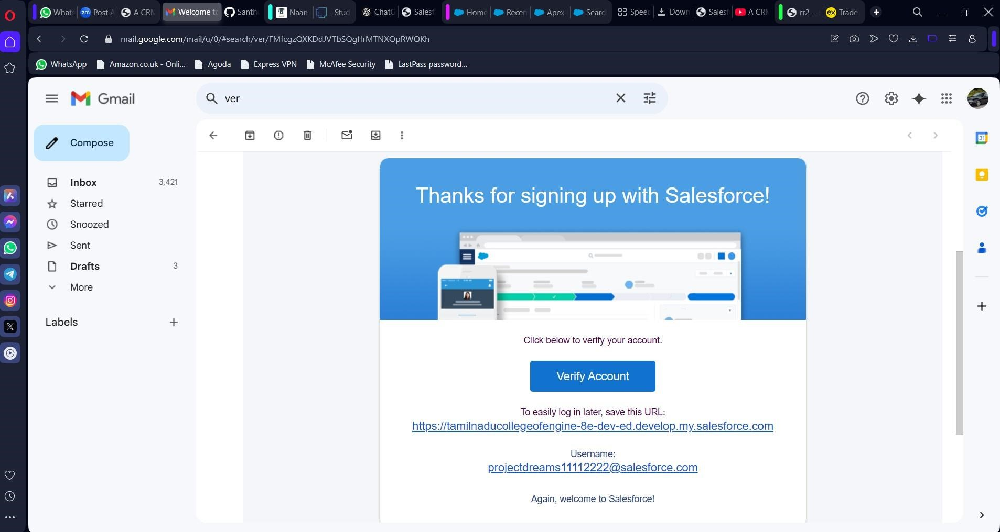 Whats
Post A
A CRM
Welcome to
Santh
Naan
- Stud
ChatG
Salesf
Home
Recen
Apex
Searc
Speed
Down
Salesf
A CRM
rr2---
Trade
mail.google.com/mail/u/0/#search/ver/FMfcgzQXKDdJVTbSQgffrMTNXQpRWQKh
WhatsApp
Amazon.co.uk - Onli...
Agoda
Express VPN
McAfee Security
LastPass password...
Gmail
ver
Compose
Inbox 3,421
Starred
Snoozed
Sent
Drafts 3
More
Labels
31
Thanks for signing up with Salesforce!
Click below to verify your account.
Verify Account
To easily log in later, save this URL:
https://tamilnaducollegeofengine-8e-dev-ed.develop.my.salesforce.com
Username:
projectdreams11112222@salesforce.com
Again, welcome to Salesforce!